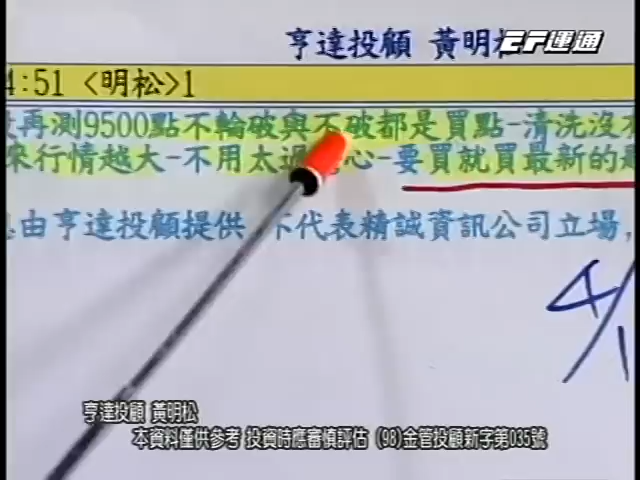 亨達投顧 黃明松
ET運通
4:51 <明松>1
再測9500點不輪破與不破都是買點-清洗沒
來行情越大-不用太過 心-要買就買最新的
由亨達投顧提供 不代表精誠資訊公司立場,
4/1
亨達投顧 黃明松
本資料僅供參考 投資時應審慎評估 (98)金管投顧新字第035號